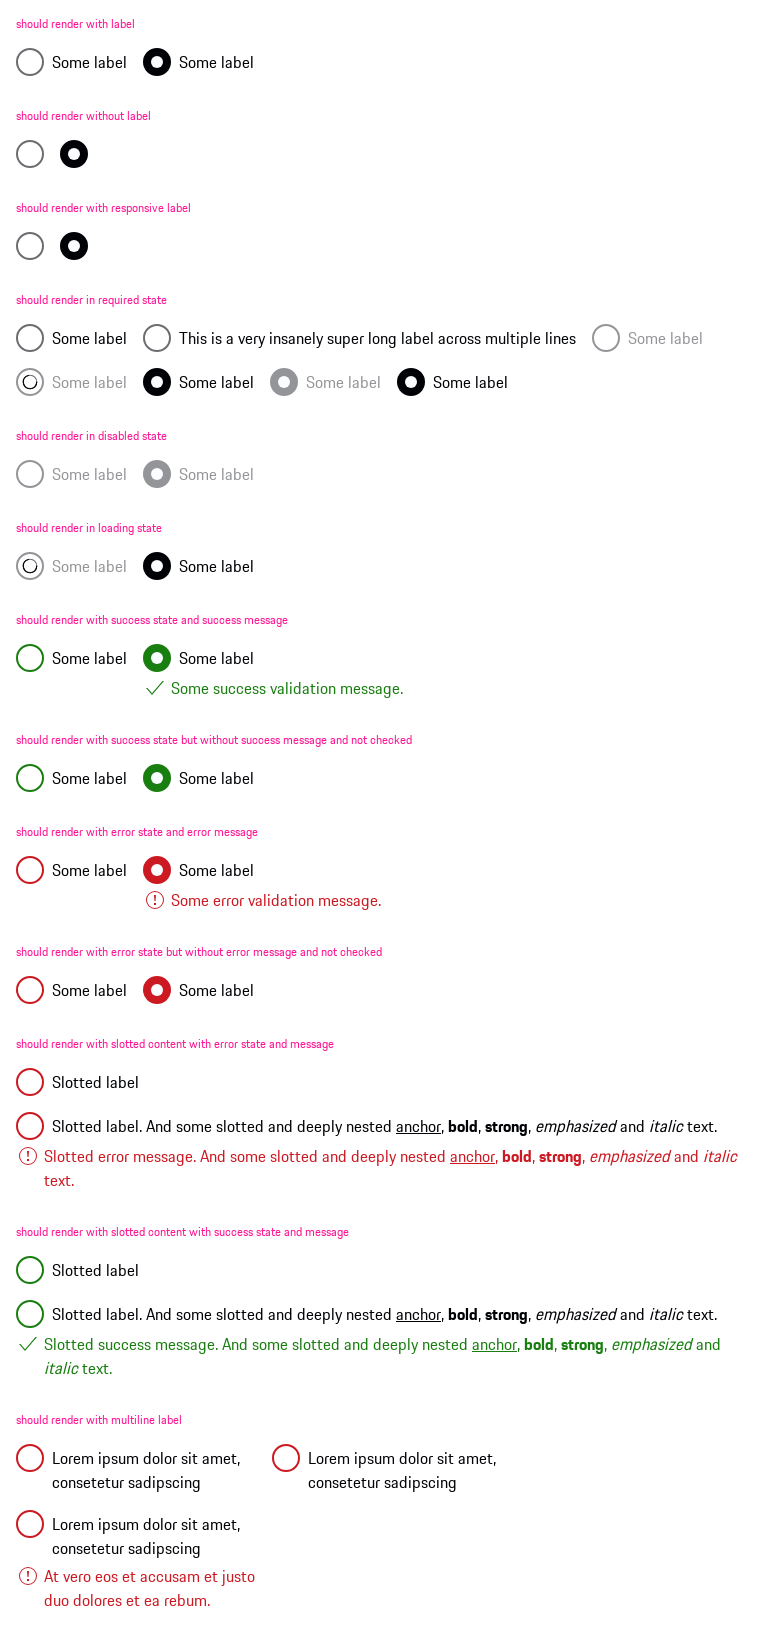 should render with label
Some label Some label
should render without label
should render with responsive label
should render in required state
Some label This is a very insanely super long label across multiple lines Some label
Some label Some label Some label Some label
should render in disabled state
Some label Some label
should render in loading state
Some label Some label
should render with success state and success message
Some label Some label
Some success validation message.
should render with success state but without success message and not checked
Some label Some label
should render with error state and error message
Some label Some label
Some error validation message.
should render with error state but without error message and not checked
Some label Some label
should render with slotted content with error state and message
Slotted label
Slotted label. And some slotted and deeply nested anchor, bold, strong, emphasized and italic text.
Slotted error message. And some slotted and deeply nested anchor, bold, strong, emphasized and italic
text.
should render with slotted content with success state and message
Slotted label
Slotted label. And some slotted and deeply nested anchor, bold, strong, emphasized and italic text.
Slotted success message. And some slotted and deeply nested anchor, bold, strong, emphasized and
italic text.
should render with multiline label
Lorem ipsum dolor sit amet, Lorem ipsum dolor sit amet,
consetetur sadipscing consetetur sadipscing
Lorem ipsum dolor sit amet,
consetetur sadipscing
At vero eos et accusam et justo
duo dolores et ea rebum.